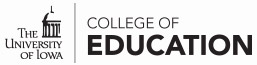 THE
UNIVERSITY
OF IOWA
COLLEGE OF
EDUCATION